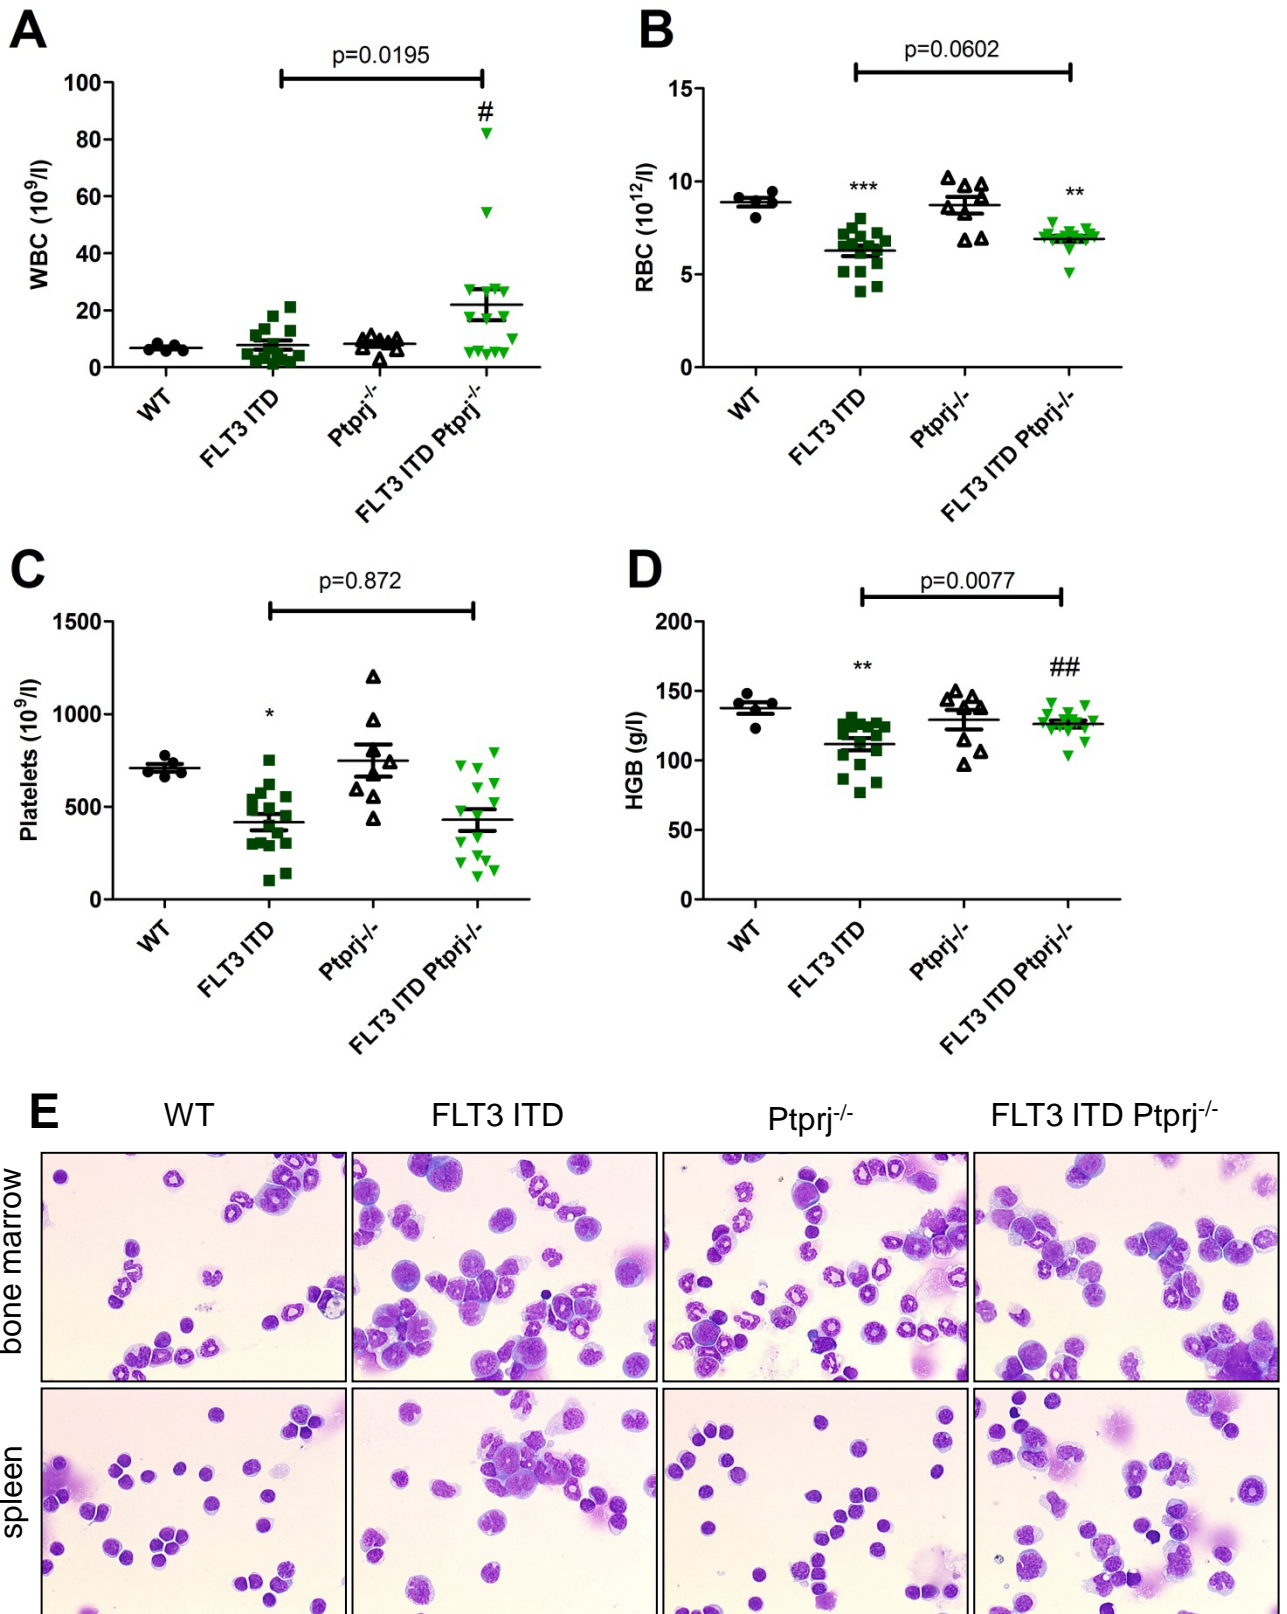 A
p=0.0195
#
WBC (10⁹/l)
100
80
60
40
20
0
WT
FLT3 ITD
Ptprj⁻/⁻
FLT3 ITD Ptprj⁻/⁻
B
p=0.0602
***
**
RBC (10¹²/l)
15
10
5
0
WT
FLT3 ITD
Ptprj-/-
FLT3 ITD Ptprj-/-
C
p=0.872
*
Platelets (10⁹/l)
1500
1000
500
0
WT
FLT3 ITD
Ptprj-/-
FLT3 ITD Ptprj-/-
D
p=0.0077
**
##
HGB (g/l)
200
150
100
50
0
WT
FLT3 ITD
Ptprj-/-
FLT3 ITD Ptprj-/-
E
WT
FLT3 ITD
Ptprj⁻/⁻
FLT3 ITD Ptprj⁻/⁻
bone marrow
spleen